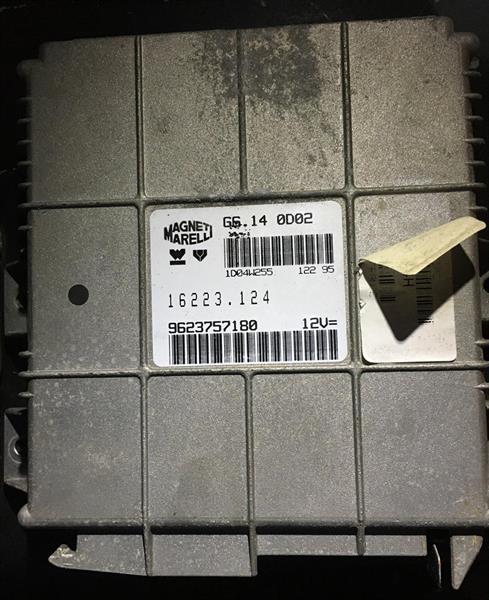 MAGNETI MARELLI
G6.14 0D02
1D04W255 122 95
16223.124
9623757180 12V=
H